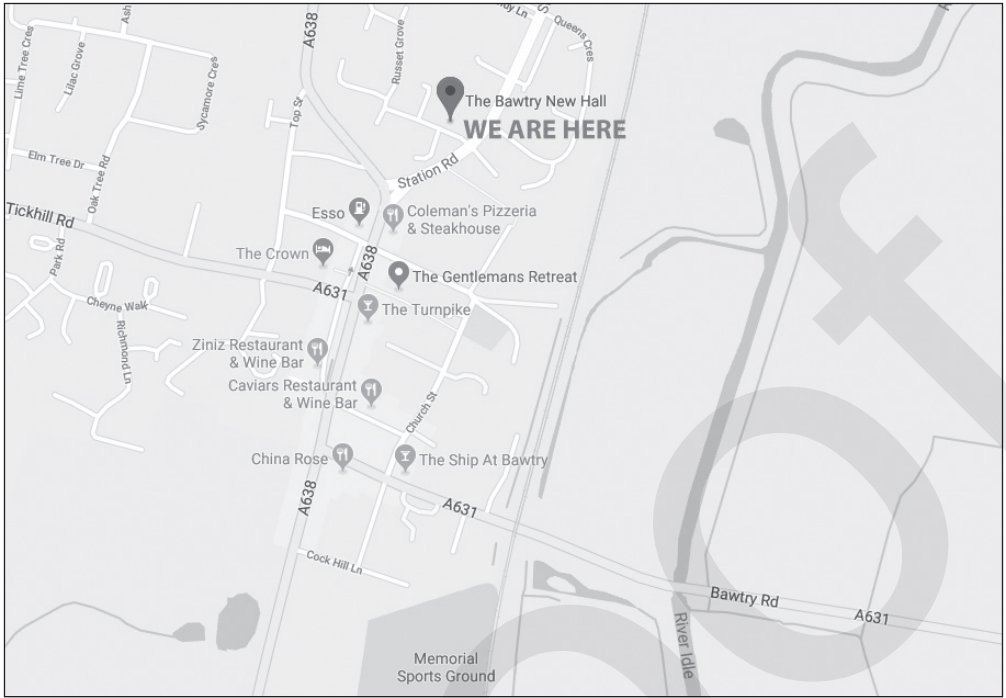 A638
Ash
Lime Tree Cres
Lilac Grove
Sycamore Cres
Russet Grove
Queens Cres
Top St
The Bawtry New Hall
WE ARE HERE
Elm Tree Dr
Oak Tree Rd
Station Rd
Tickhill Rd
Esso
Coleman's Pizzeria
& Steakhouse
Park Rd
The Crown
A638
The Gentlemans Retreat
A631
The Turnpike
Cheyne Walk
Richmond Ln
Ziniz Restaurant
& Wine Bar
Caviars Restaurant
& Wine Bar
Church St
China Rose
The Ship At Bawtry
A638
A631
Cock Hill Ln
Bawtry Rd
A631
River Idle
Memorial
Sports Ground